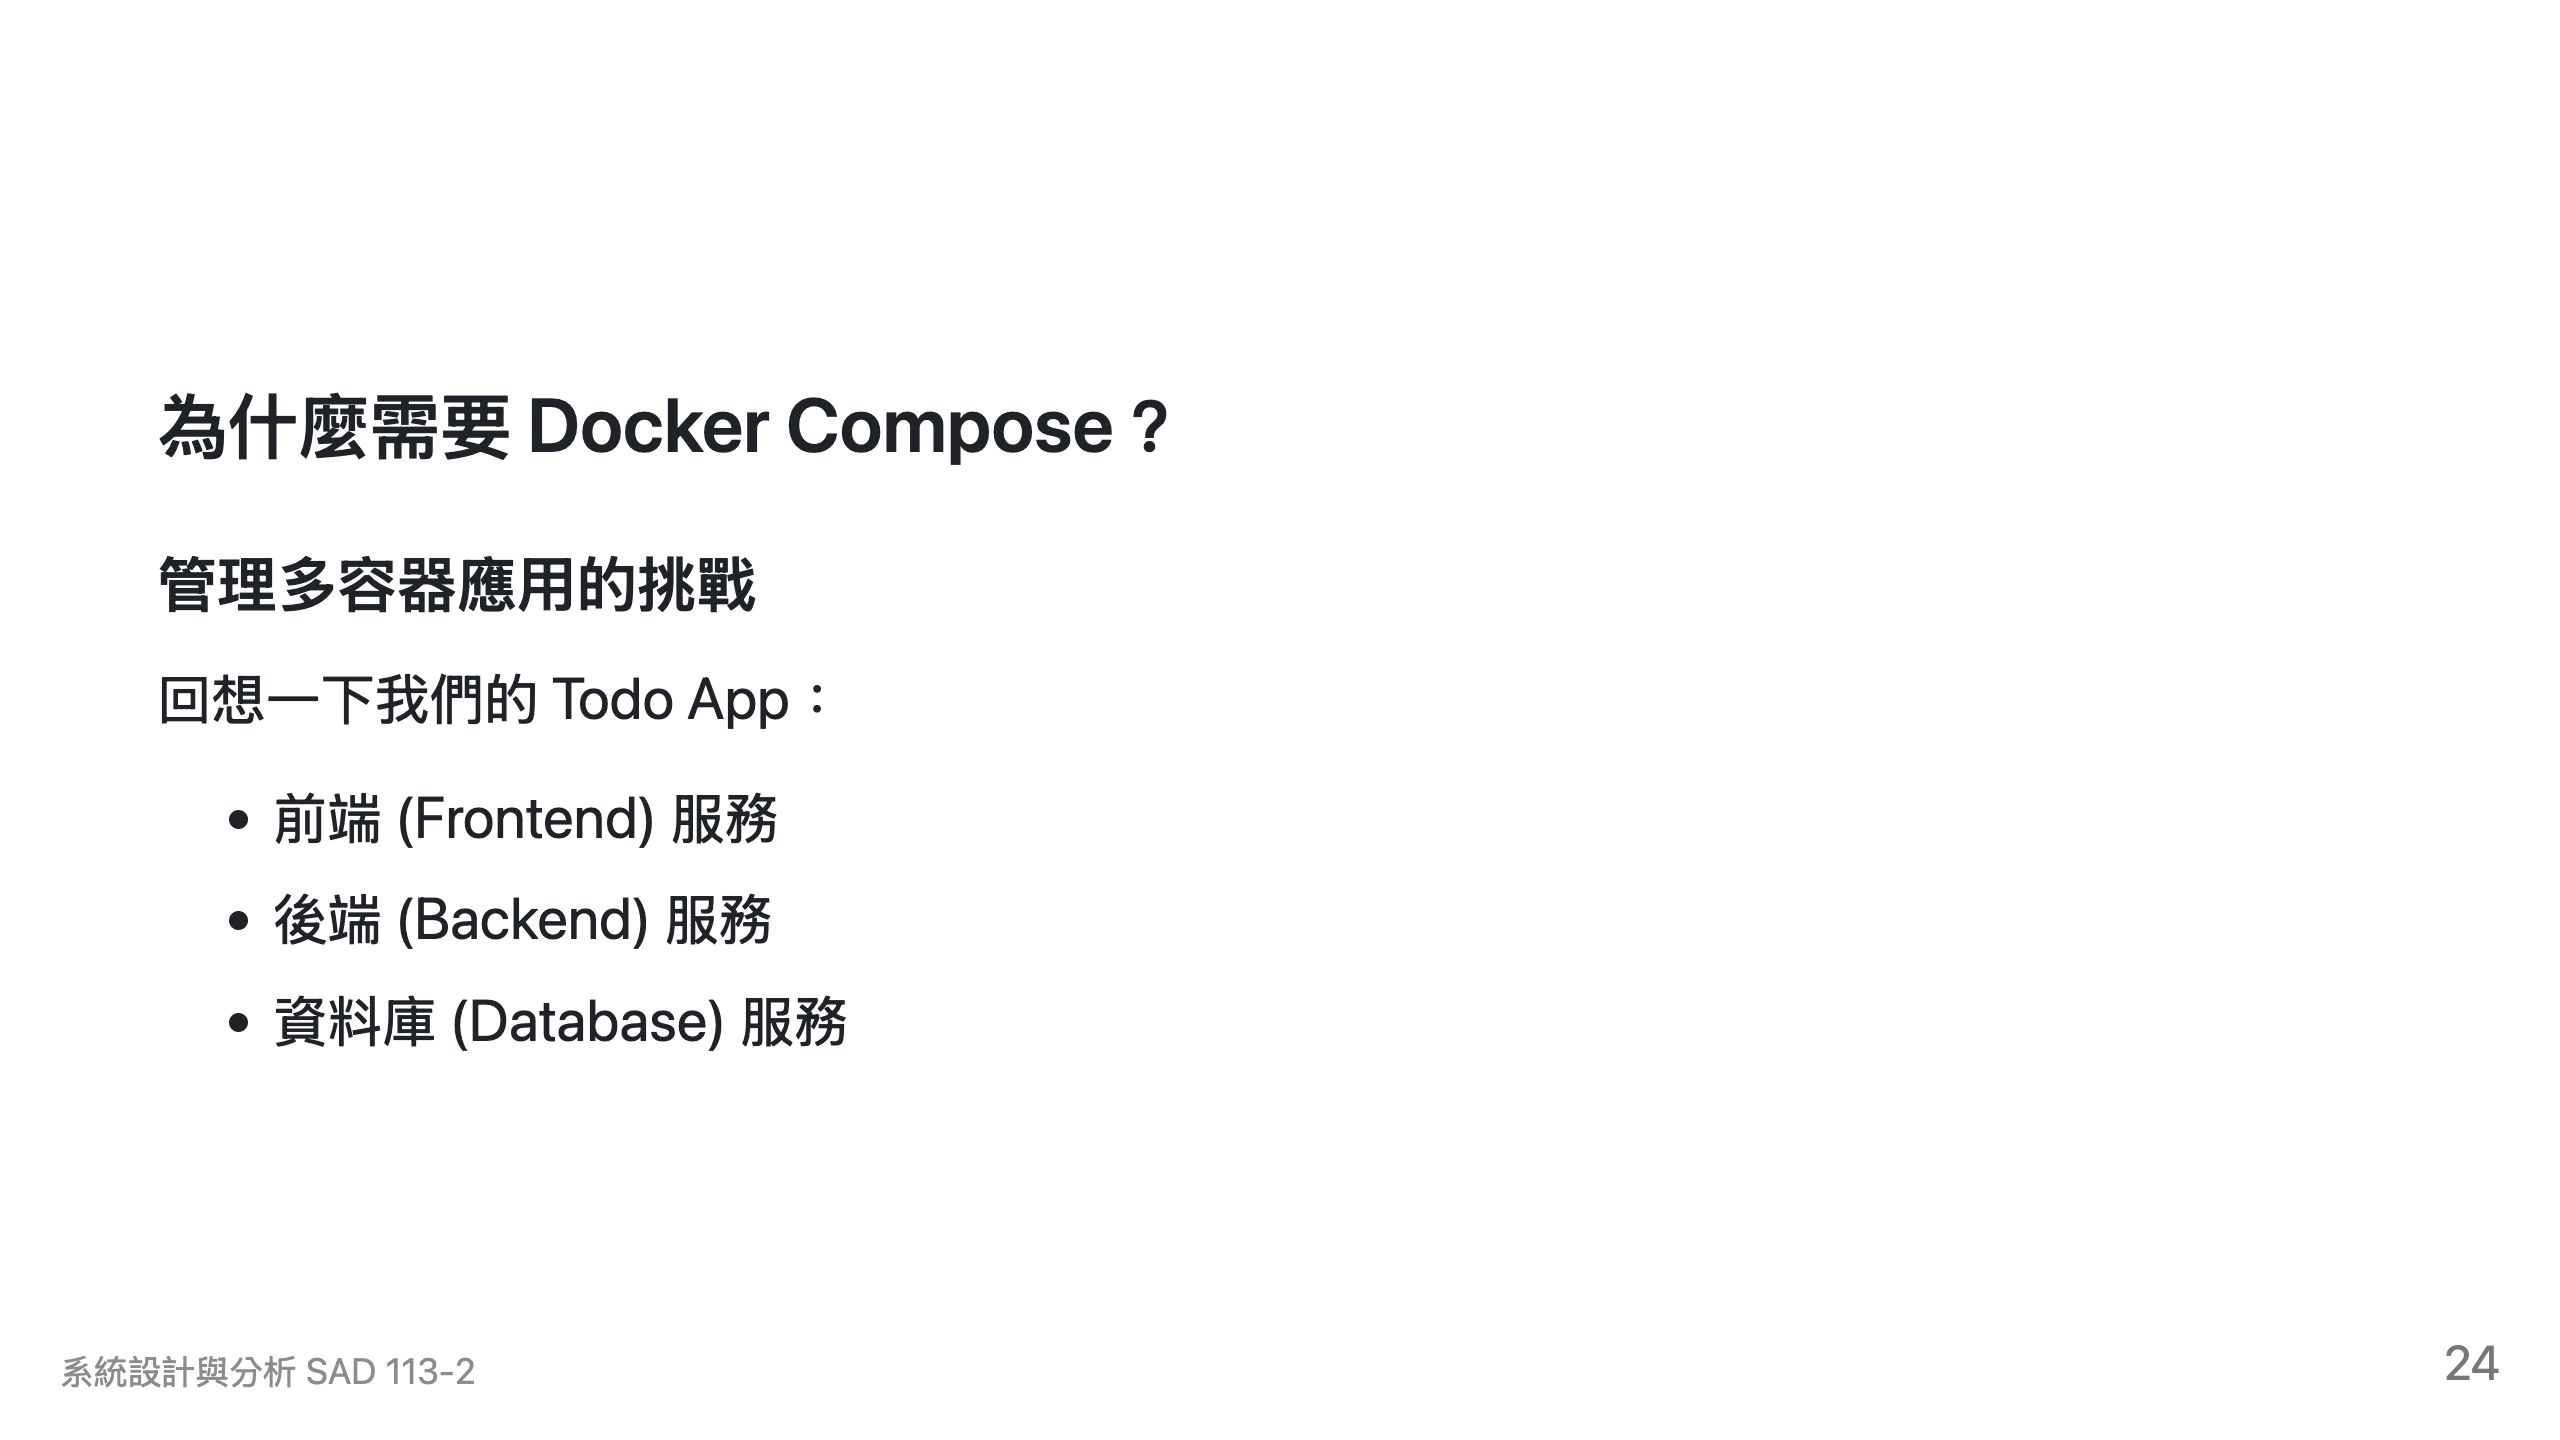 為什麼需要 Docker Compose？
管理多容器應用的挑戰
回想一下我們的 Todo App：
• 前端 (Frontend) 服務
• 後端 (Backend) 服務
• 資料庫 (Database) 服務
系統設計與分析 SAD 113-2
24